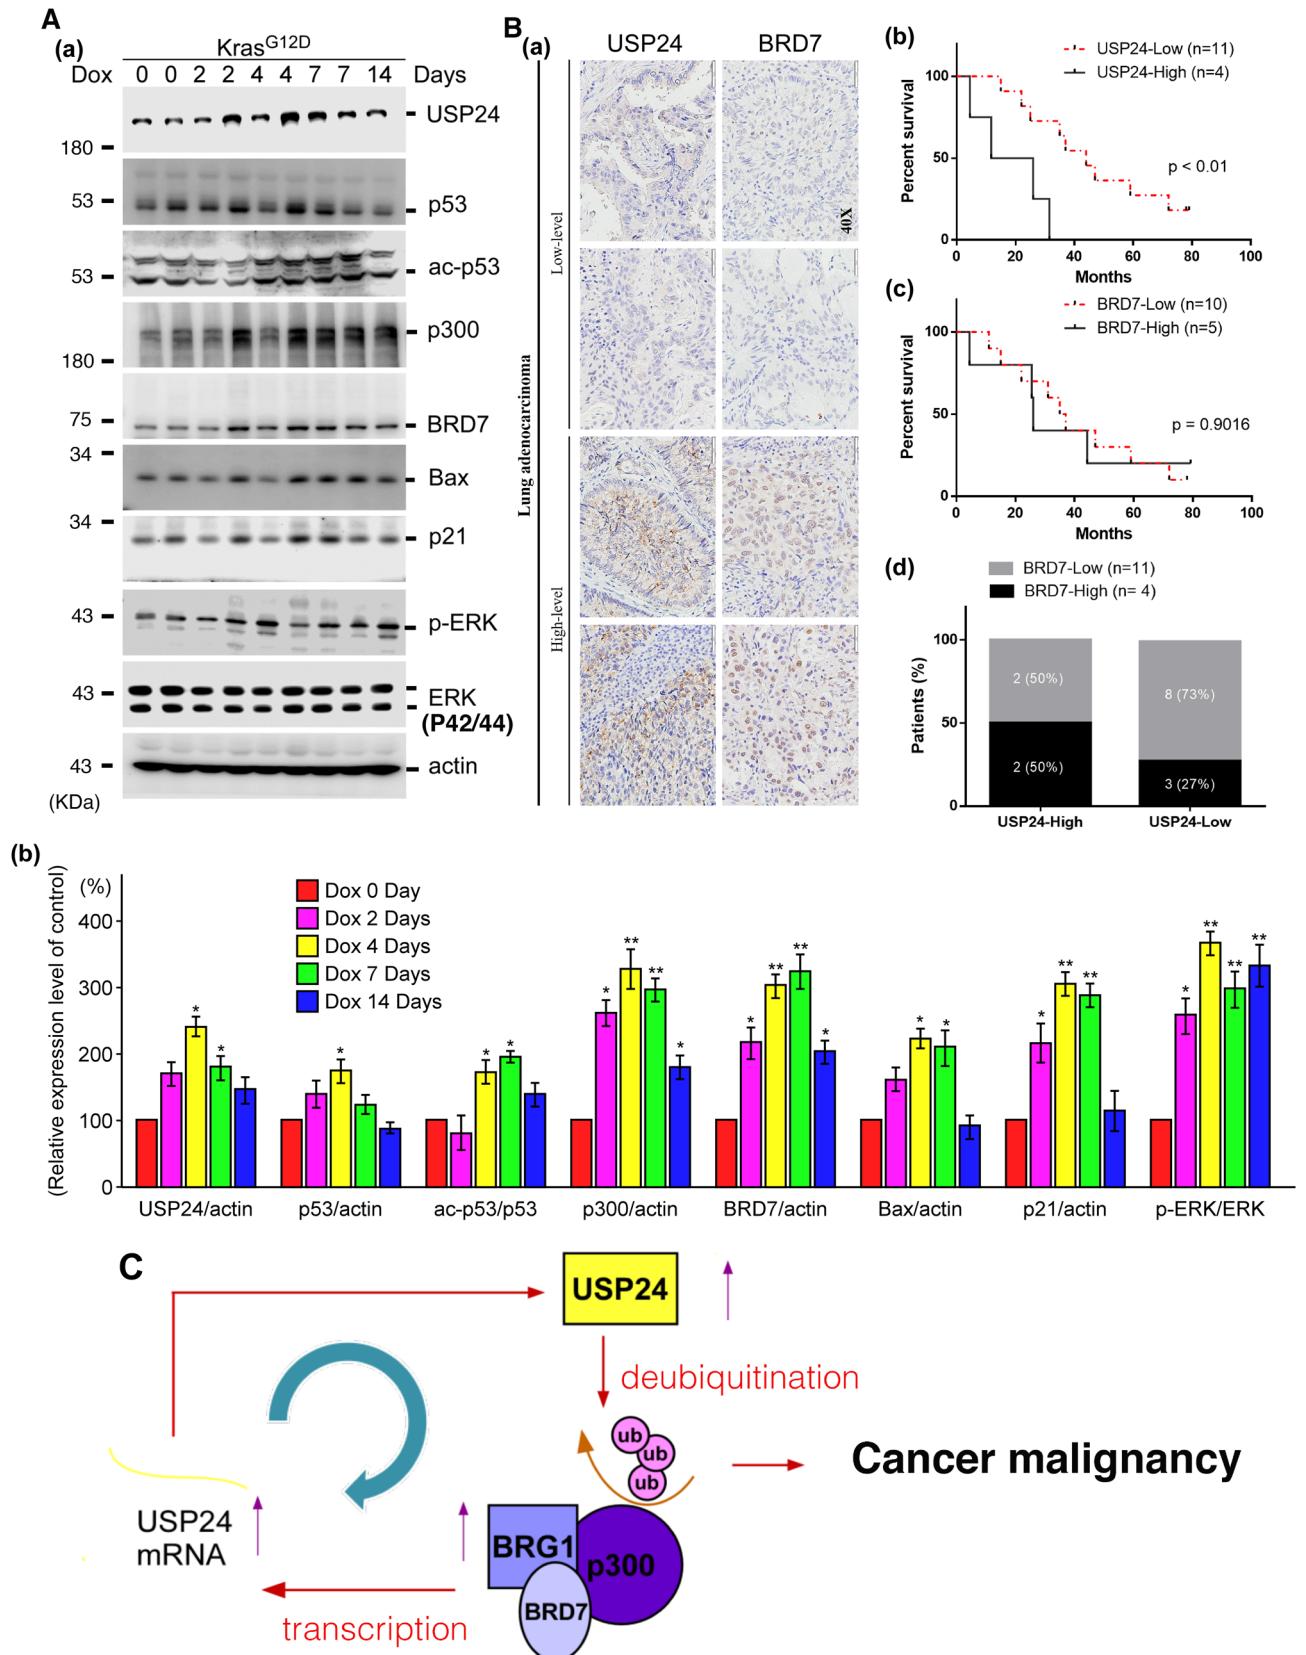 A
(a)
Kras^G12D
Dox 0 0 2 2 4 4 7 7 14 Days
USP24
180
53
p53
ac-p53
53
p300
180
75
BRD7
34
Bax
34
p21
43
p-ERK
43
ERK
(P42/44)
43
actin
(KDa)
B
(a)
USP24 BRD7
40X
Low-level
Lung adenocarcinoma
High-level
(b)
USP24-Low (n=11)
USP24-High (n=4)
Percent survival
100
50
0
p < 0.01
0 20 40 60 80 100
Months
(c)
BRD7-Low (n=10)
BRD7-High (n=5)
Percent survival
100
50
0
p = 0.9016
0 20 40 60 80 100
Months
(d)
BRD7-Low (n=11)
BRD7-High (n= 4)
Patients (%)
100
50
0
2 (50%)
8 (73%)
2 (50%)
3 (27%)
USP24-High USP24-Low
(b)
(Relative expression level of control)
(%)
400
300
200
100
0
Dox 0 Day
Dox 2 Days
Dox 4 Days
Dox 7 Days
Dox 14 Days
* * * * * * ** ** * * ** ** * * * * ** ** * ** ** **
USP24/actin p53/actin ac-p53/p53 p300/actin BRD7/actin Bax/actin p21/actin p-ERK/ERK
C
USP24
deubiquitination
ub
ub
ub
Cancer malignancy
USP24
mRNA
BRG1
p300
BRD7
transcription